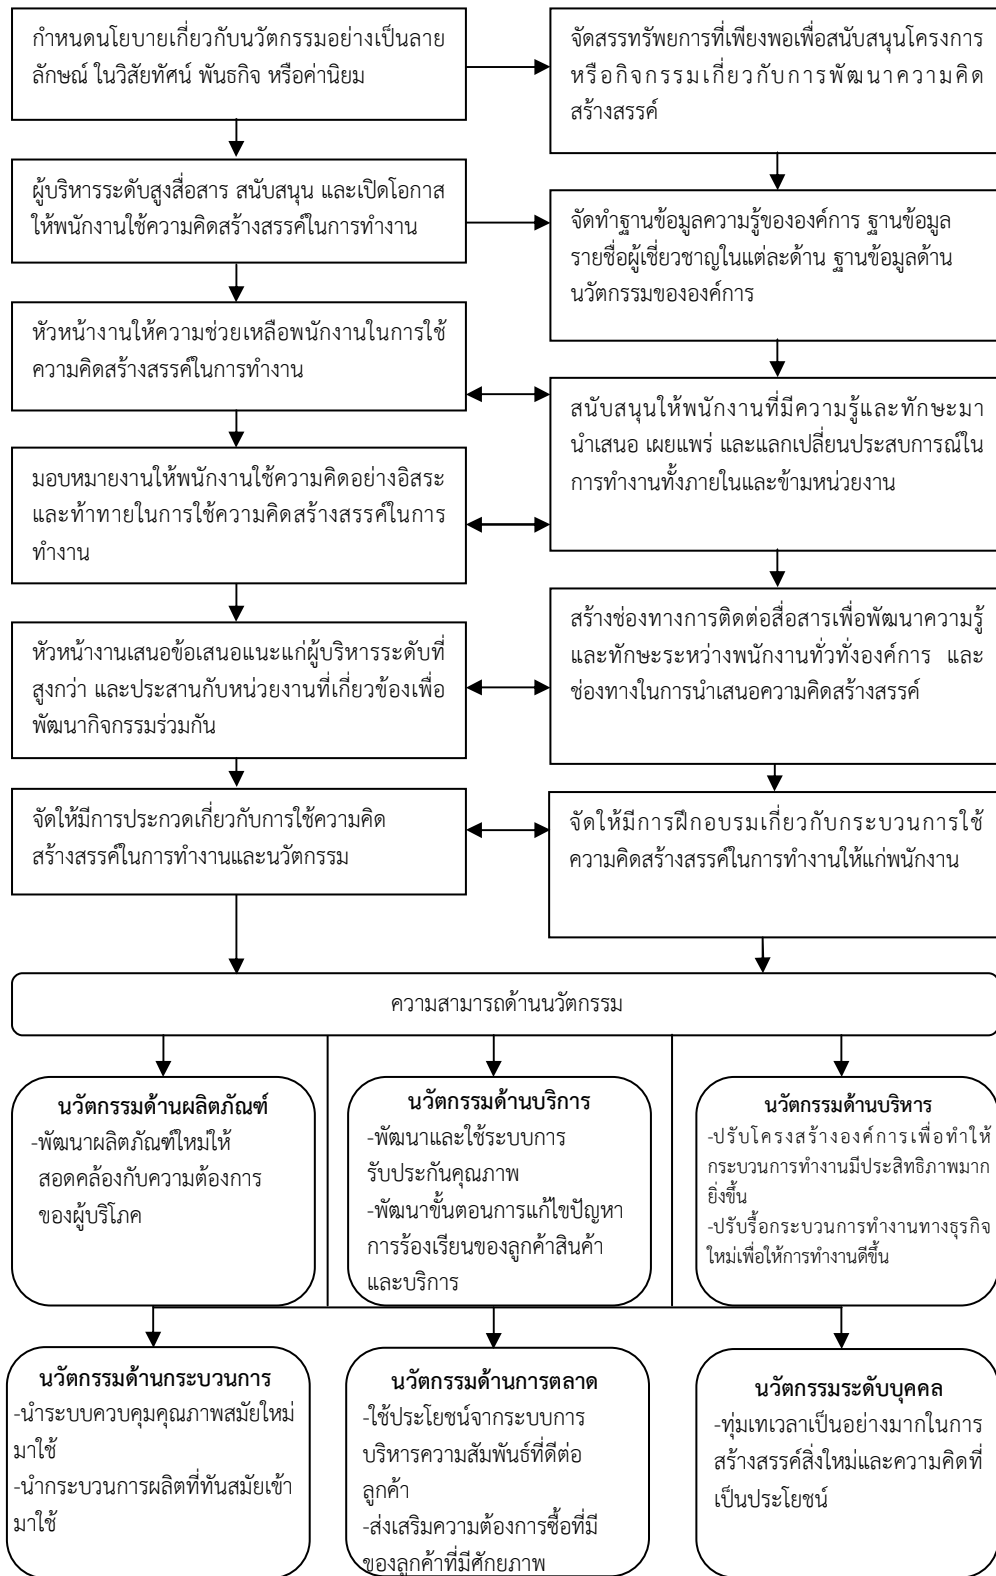 กำหนดนโยบายเกี่ยวกับนวัตกรรมอย่างเป็นลาย
ลักษณ์ ในวิสัยทัศน์ พันธกิจ หรือค่านิยม
จัดสรรทรัพยการที่เพียงพอเพื่อสนับสนุนโครงการ
หรือกิจกรรมเกี่ยวกับการพัฒนาความคิด
สร้างสรรค์
ผู้บริหารระดับสูงสื่อสาร สนับสนุน และเปิดโอกาส
ให้พนักงานใช้ความคิดสร้างสรรค์ในการทำงาน
จัดทำฐานข้อมูลความรู้ขององค์การ ฐานข้อมูล
รายชื่อผู้เชี่ยวชาญในแต่ละด้าน ฐานข้อมูลด้าน
นวัตกรรมขององค์การ
หัวหน้างานให้ความช่วยเหลือพนักงานในการใช้
ความคิดสร้างสรรค์ในการทำงาน
สนับสนุนให้พนักงานที่มีความรู้และทักษะมา
นำเสนอ เผยแพร่ และแลกเปลี่ยนประสบการณ์ใน
การทำงานทั้งภายในและข้ามหน่วยงาน
มอบหมายงานให้พนักงานใช้ความคิดอย่างอิสระ
และท้าทายในการใช้ความคิดสร้างสรรค์ในการ
ทำงาน
สร้างช่องทางการติดต่อสื่อสารเพื่อพัฒนาความรู้
และทักษะระหว่างพนักงานทั่วทั้งองค์การ และ
ช่องทางในการนำเสนอความคิดสร้างสรรค์
หัวหน้างานเสนอข้อเสนอแนะแก่ผู้บริหารระดับที่
สูงกว่า และประสานกับหน่วยงานที่เกี่ยวข้องเพื่อ
พัฒนากิจกรรมร่วมกัน
จัดให้มีการประกวดเกี่ยวกับการใช้ความคิด
สร้างสรรค์ในการทำงานและนวัตกรรม
จัดให้มีการฝึกอบรมเกี่ยวกับกระบวนการใช้
ความคิดสร้างสรรค์ในการทำงานให้แก่พนักงาน
ความสามารถด้านนวัตกรรม
นวัตกรรมด้านผลิตภัณฑ์
-พัฒนาผลิตภัณฑ์ใหม่ให้
สอดคล้องกับความต้องการ
ของผู้บริโภค
นวัตกรรมด้านบริการ
-พัฒนาและใช้ระบบการ
รับประกันคุณภาพ
-พัฒนาขั้นตอนการแก้ไขปัญหา
การร้องเรียนของลูกค้าสินค้า
และบริการ
นวัตกรรมด้านบริหาร
-ปรับโครงสร้างองค์การเพื่อทำให้
กระบวนการทำงานมีประสิทธิภาพมาก
ยิ่งขึ้น
-ปรับรื้อกระบวนการทำงานทางธุรกิจ
ใหม่เพื่อให้การทำงานดีขึ้น
นวัตกรรมด้านกระบวนการ
-นำระบบควบคุมคุณภาพสมัยใหม่
มาใช้
-นำกระบวนการผลิตที่ทันสมัยเข้า
มาใช้
นวัตกรรมด้านการตลาด
-ใช้ประโยชน์จากระบบการ
บริหารความสัมพันธ์ที่ดีต่อ
ลูกค้า
-ส่งเสริมความต้องการซื้อที่มี
ของลูกค้าที่มีศักยภาพ
นวัตกรรมระดับบุคคล
-ทุ่มเทเวลาเป็นอย่างมากในการ
สร้างสรรค์สิ่งใหม่และความคิดที่
เป็นประโยชน์